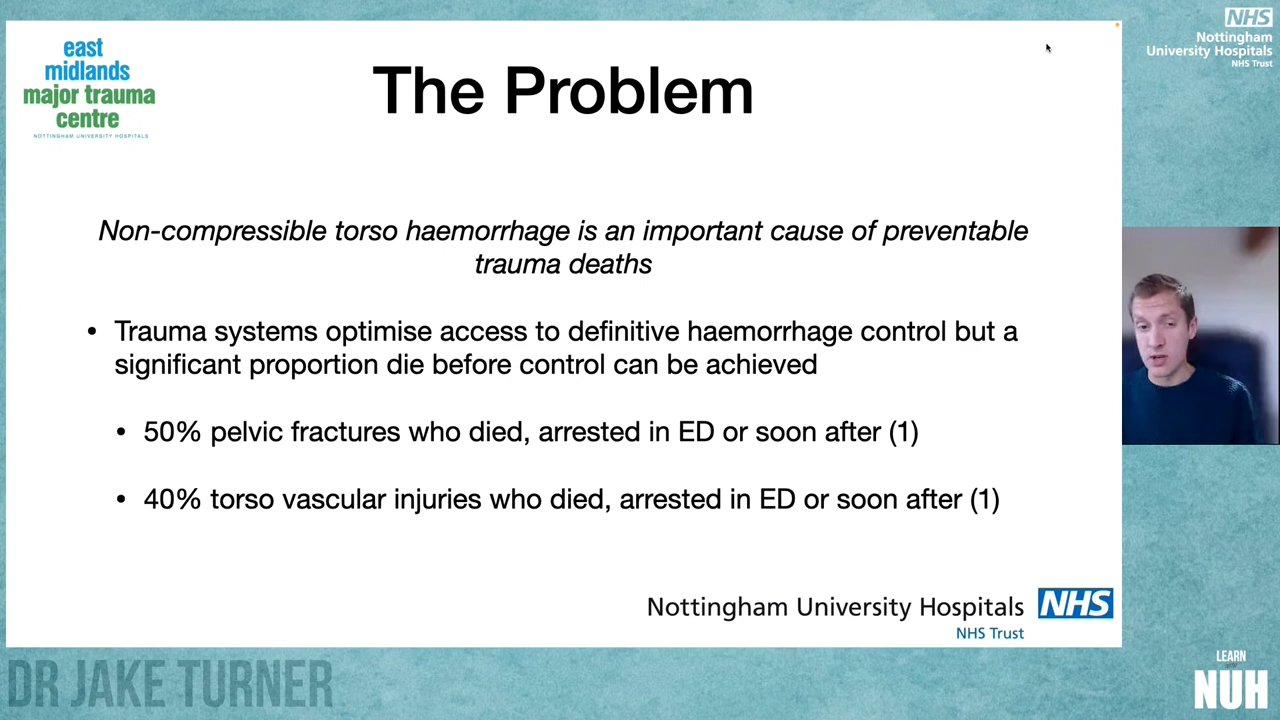 east
midlands
major trauma
centre
NOTTINGHAM UNIVERSITY HOSPITALS
The Problem
NHS
Nottingham
University Hospitals
NHS Trust
Non-compressible torso haemorrhage is an important cause of preventable
trauma deaths
• Trauma systems optimise access to definitive haemorrhage control but a
significant proportion die before control can be achieved
• 50% pelvic fractures who died, arrested in ED or soon after (1)
• 40% torso vascular injuries who died, arrested in ED or soon after (1)
Nottingham University Hospitals NHS
NHS Trust
DR JAKE TURNER
LEARN
NUH